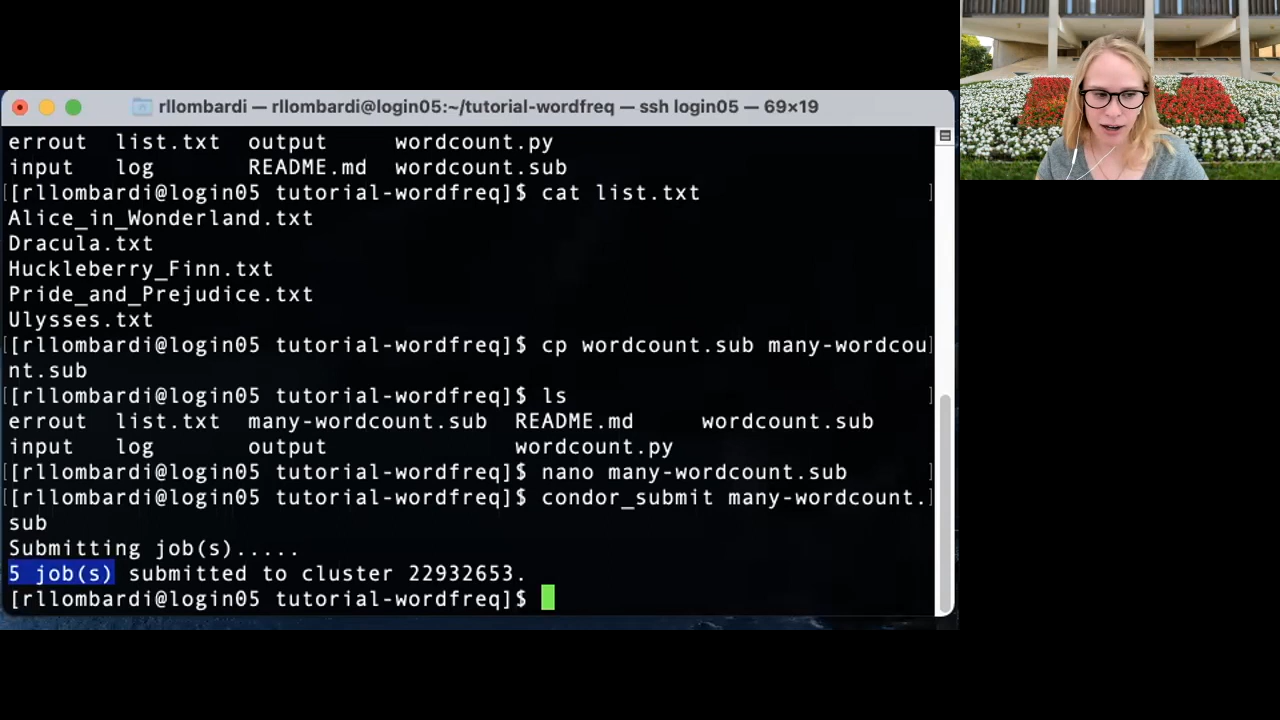 rllombardi — rllombardi@login05:~/tutorial-wordfreq — ssh login05 — 69×19
errout list.txt output wordcount.py
input log README.md wordcount.sub
[[rllombardi@login05 tutorial-wordfreq]$ cat list.txt ]
Alice_in_Wonderland.txt
Dracula.txt
Huckleberry_Finn.txt
Pride_and_Prejudice.txt
Ulysses.txt
[[rllombardi@login05 tutorial-wordfreq]$ cp wordcount.sub many-wordcou]
nt.sub
[[rllombardi@login05 tutorial-wordfreq]$ ls ]
errout list.txt many-wordcount.sub README.md wordcount.sub
input log output wordcount.py
[[rllombardi@login05 tutorial-wordfreq]$ nano many-wordcount.sub ]
[[rllombardi@login05 tutorial-wordfreq]$ condor_submit many-wordcount.]
sub
Submitting job(s).....
5 job(s) submitted to cluster 22932653.
[rllombardi@login05 tutorial-wordfreq]$